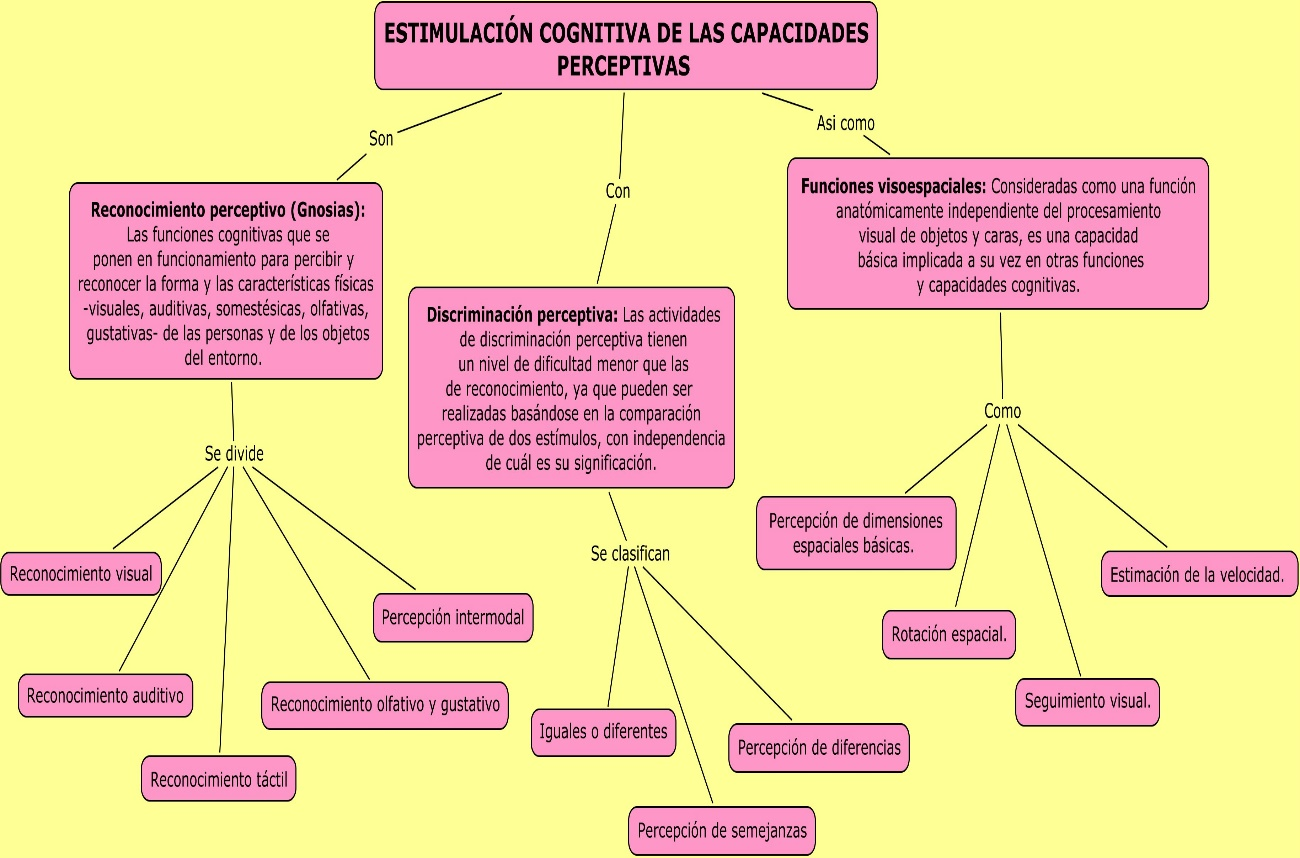 ESTIMULACIÓN COGNITIVA DE LAS CAPACIDADES
PERCEPTIVAS
Son
Con
Asi como
Reconocimiento perceptivo (Gnosias):
Las funciones cognitivas que se
ponen en funcionamiento para percibir y
reconocer la forma y las características físicas
-visuales, auditivas, somestésicas, olfativas,
gustativas- de las personas y de los objetos
del entorno.
Se divide
Reconocimiento visual
Reconocimiento auditivo
Reconocimiento táctil
Reconocimiento olfativo y gustativo
Percepción intermodal
Discriminación perceptiva: Las actividades
de discriminación perceptiva tienen
un nivel de dificultad menor que las
de reconocimiento, ya que pueden ser
realizadas basándose en la comparación
perceptiva de dos estímulos, con independencia
de cuál es su significación.
Se clasifican
Iguales o diferentes
Percepción de semejanzas
Percepción de diferencias
Funciones visoespaciales: Consideradas como una función
anatómicamente independiente del procesamiento
visual de objetos y caras, es una capacidad
básica implicada a su vez en otras funciones
y capacidades cognitivas.
Como
Percepción de dimensiones
espaciales básicas.
Rotación espacial.
Seguimiento visual.
Estimación de la velocidad.